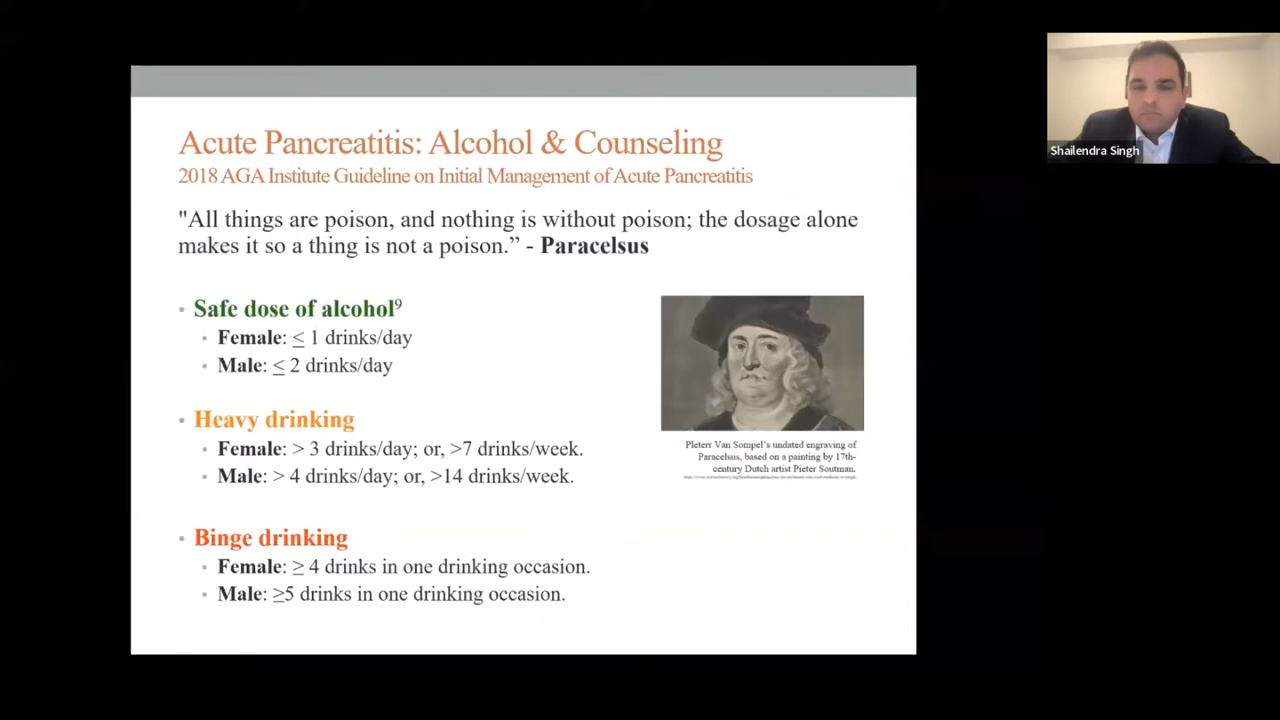 Acute Pancreatitis: Alcohol & Counseling
2018 AGA Institute Guideline on Initial Management of Acute Pancreatitis
"All things are poison, and nothing is without poison; the dosage alone
makes it so a thing is not a poison.” - Paracelsus
• Safe dose of alcohol⁹
• Female: ≤ 1 drinks/day
• Male: ≤ 2 drinks/day
• Heavy drinking
• Female: > 3 drinks/day; or, >7 drinks/week.
• Male: > 4 drinks/day; or, >14 drinks/week.
• Binge drinking
• Female: ≥ 4 drinks in one drinking occasion.
• Male: ≥5 drinks in one drinking occasion.
Pleterr Van Sompel's undated engraving of
Paracelsus, based on a painting by 17th-
century Dutch artist Pieter Soutman.
Shailendra Singh